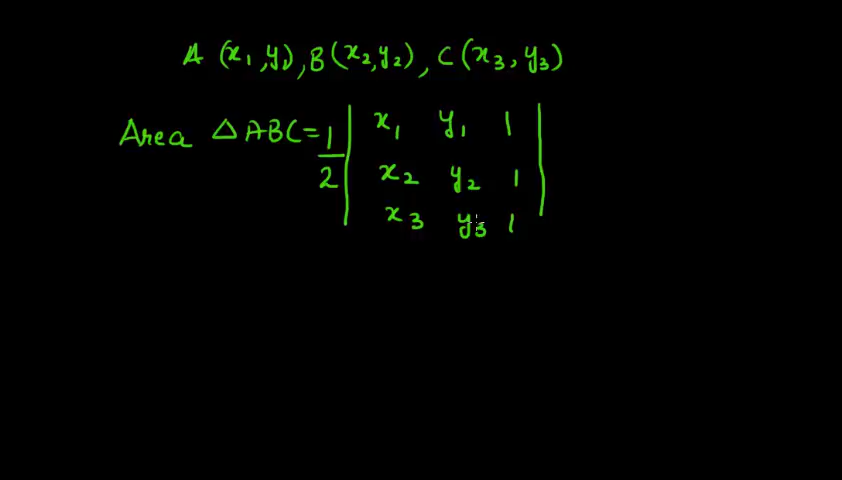 A (x₁, y₁), B(x₂, y₂), C(x₃, y₃)
Area △ABC = 1/2 | x₁ y₁ 1 |
| x₂ y₂ 1 |
| x₃ y₃ 1 |